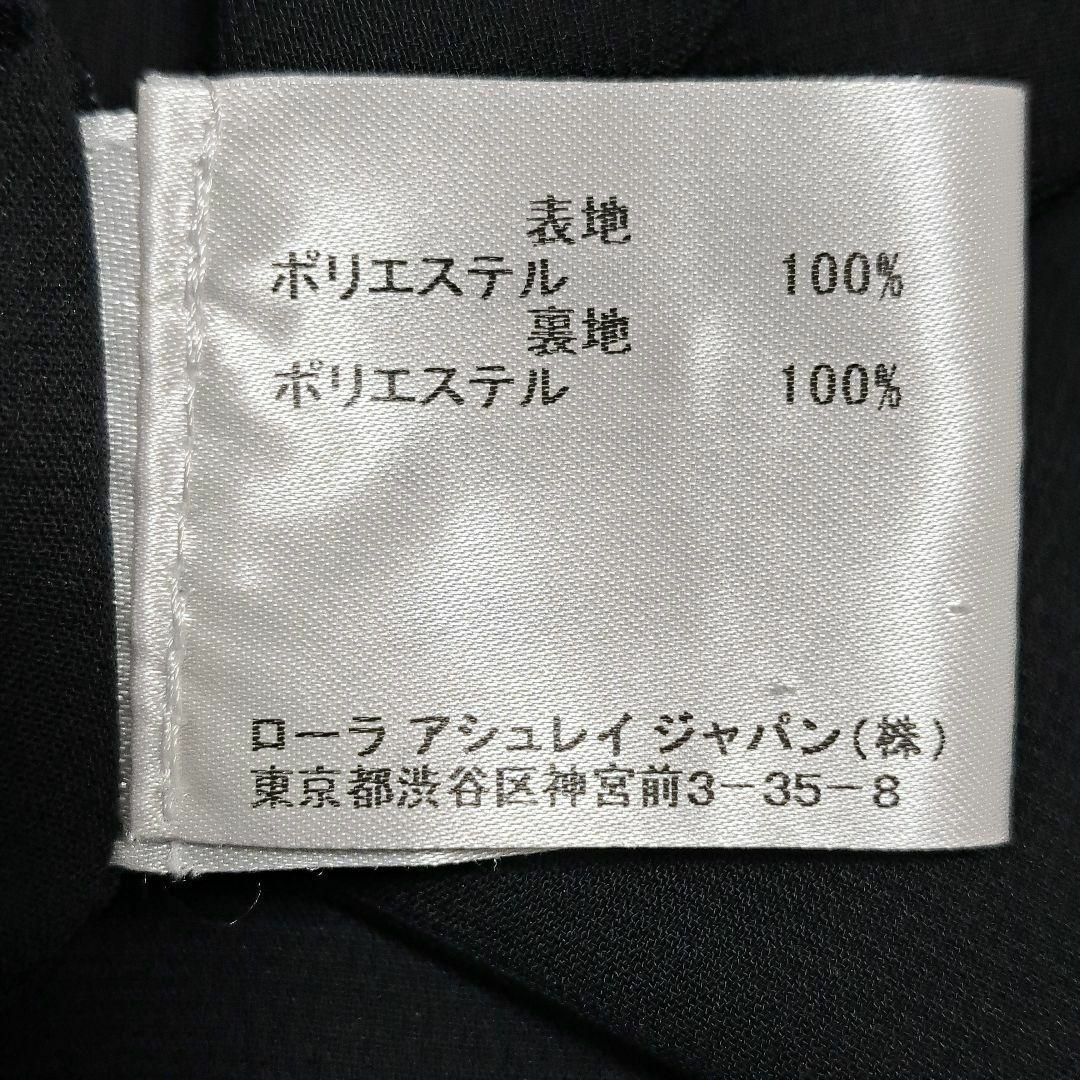 表地
ポリエステル 100%
裏地
ポリエステル 100%
ローラ アシュレイ ジャパン(株)
東京都渋谷区神宮前3-35-8